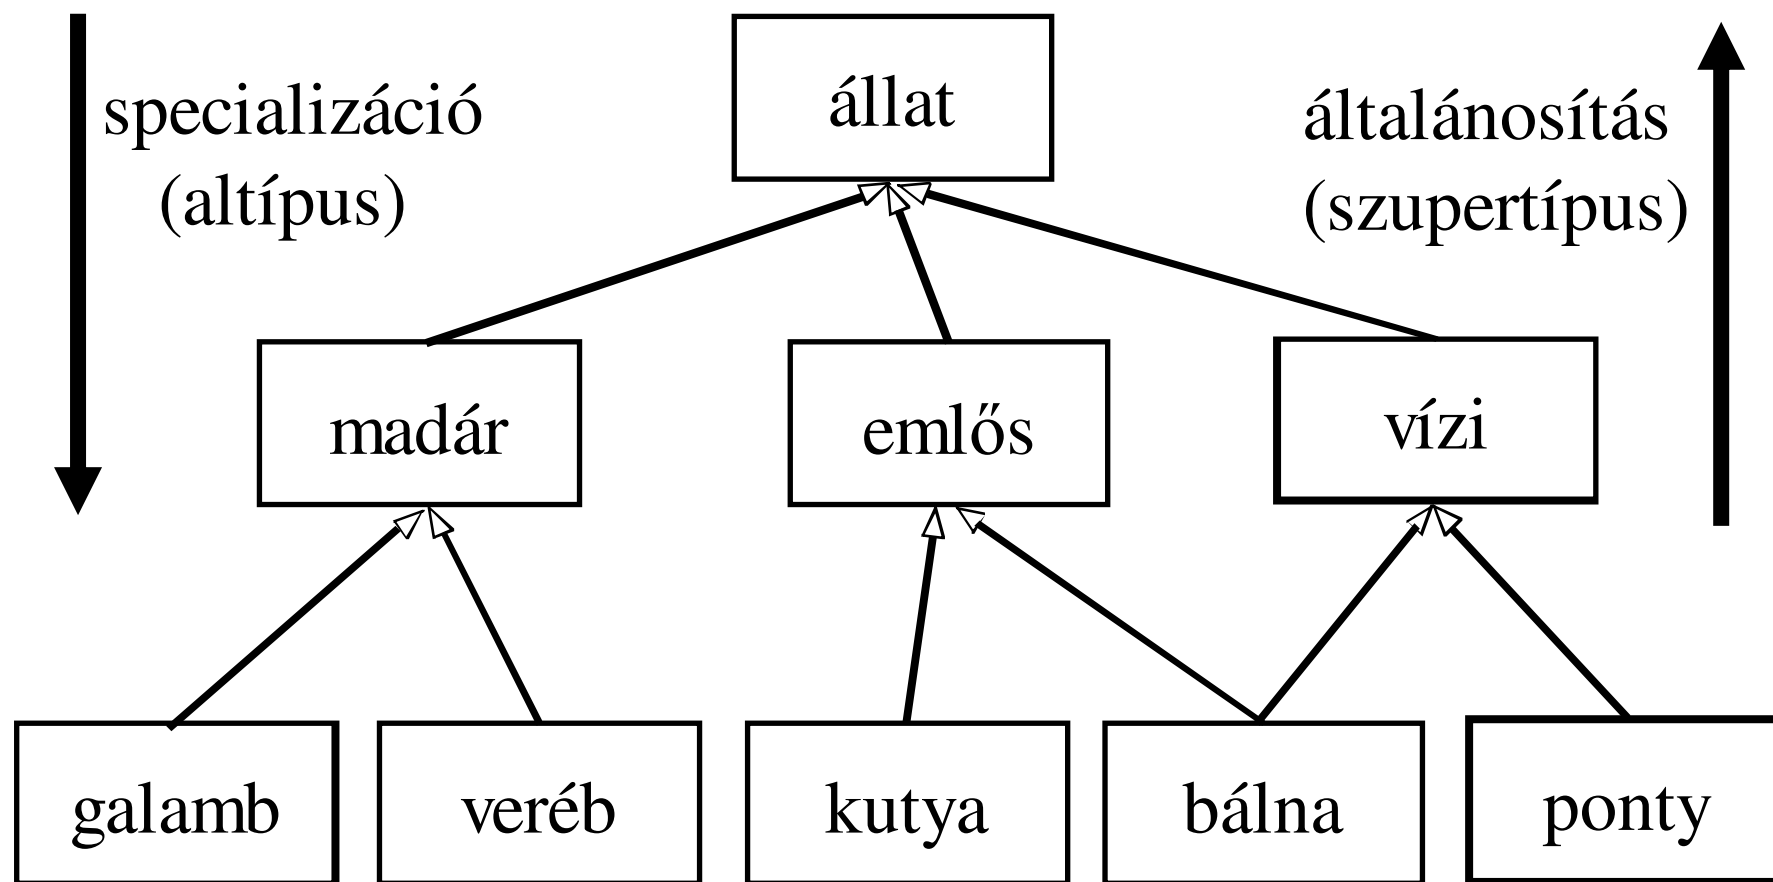 állat
specializáció
(altípus)
általánosítás
(szupertípus)
madár
emlős
vízi
galamb
veréb
kutya
bálna
ponty